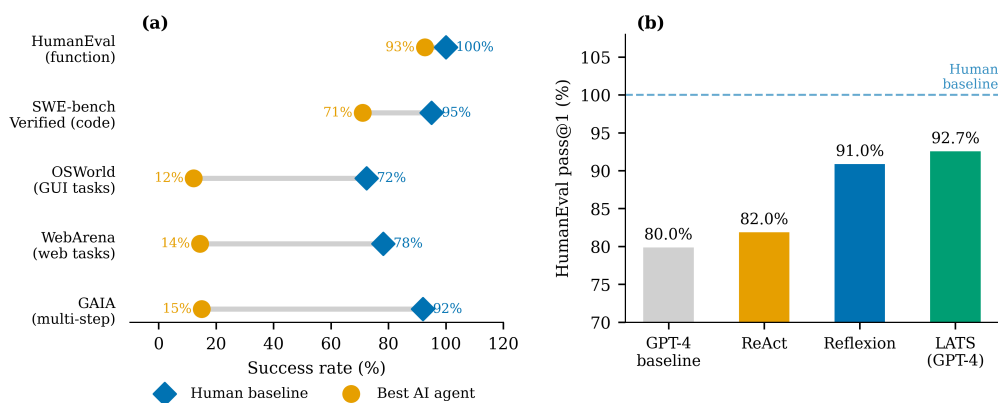 (a)
HumanEval
(function)
93%
100%
SWE-bench
Verified (code)
71%
95%
OSWorld
(GUI tasks)
12%
72%
WebArena
(web tasks)
14%
78%
GAIA
(multi-step)
15%
92%
0 20 40 60 80 100 120
Success rate (%)
Human baseline
Best AI agent
(b)
HumanEval pass@1 (%)
105
100
95
90
85
80
75
70
Human
baseline
80.0%
82.0%
91.0%
92.7%
GPT-4
baseline
ReAct
Reflexion
LATS
(GPT-4)